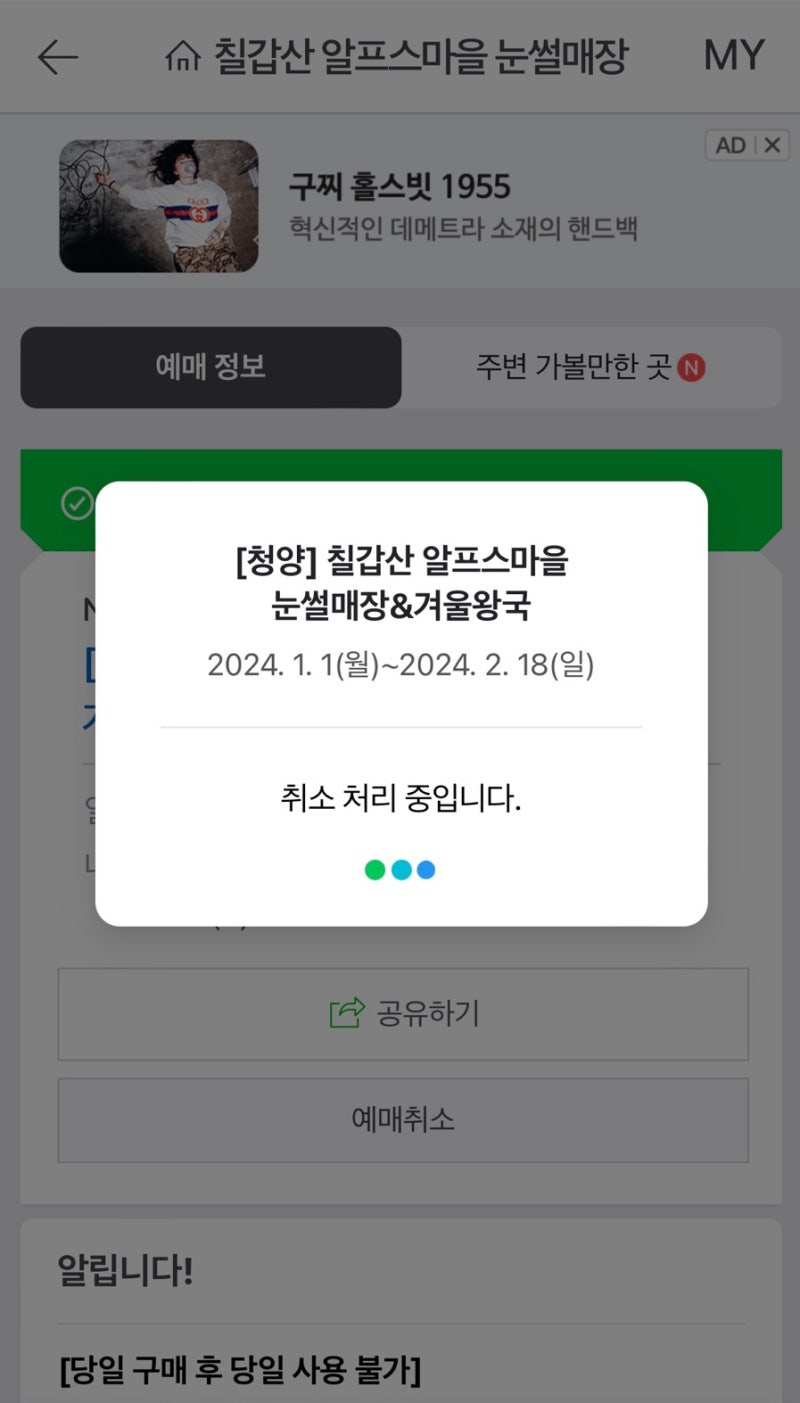 칠갑산 알프스마을 눈썰매장
MY
AD
구찌 홀스빗 1955
혁신적인 데메트라 소재의 핸드백
GUCCI
예매 정보
주변 가볼만한 곳 N
[청양] 칠갑산 알프스마을
눈썰매장&겨울왕국
2024. 1. 1(월)~2024. 2. 18(일)
취소 처리 중입니다.
공유하기
예매취소
알립니다!
[당일 구매 후 당일 사용 불가]